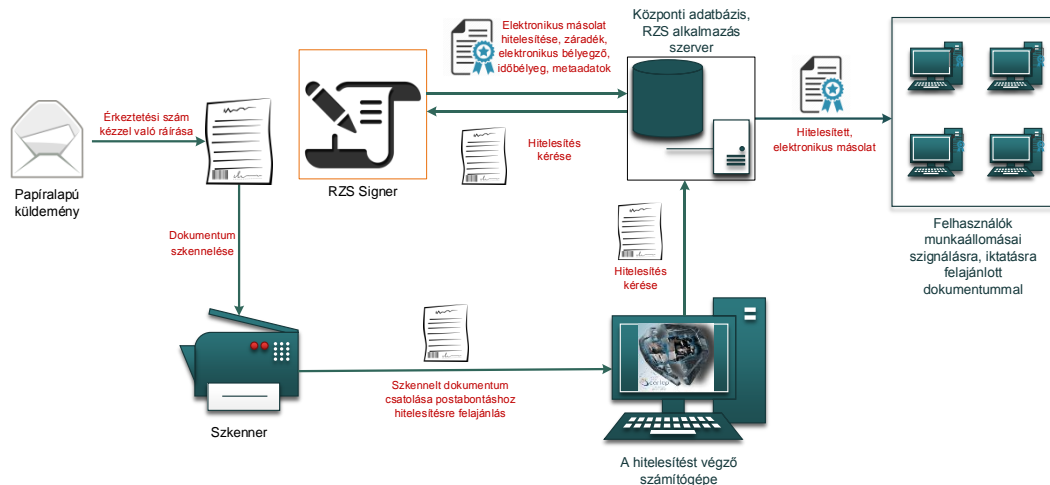 Elektronikus másolat
hitelesítése, záradék,
elektronikus bélyegző,
időbélyeg, metaadatok
Központi adatbázis,
RZS alkalmazás
szerver
Érkeztetési szám
kézzel való ráírása
Hitelesítés
kérése
Hitelesített,
elektronikus másolat
Papíralapú
küldemény
RZS Signer
Felhasználók
munkaállomásai
szignálásra, iktatásra
felajánlott
dokumentummal
Dokumentum
szkennelése
Hitelesítés
kérése
Szkennelt dokumentum
csatolása postabontáshoz
hitelesítésre felajánlás
Szkenner
A hitelesítést végző
számítógépe